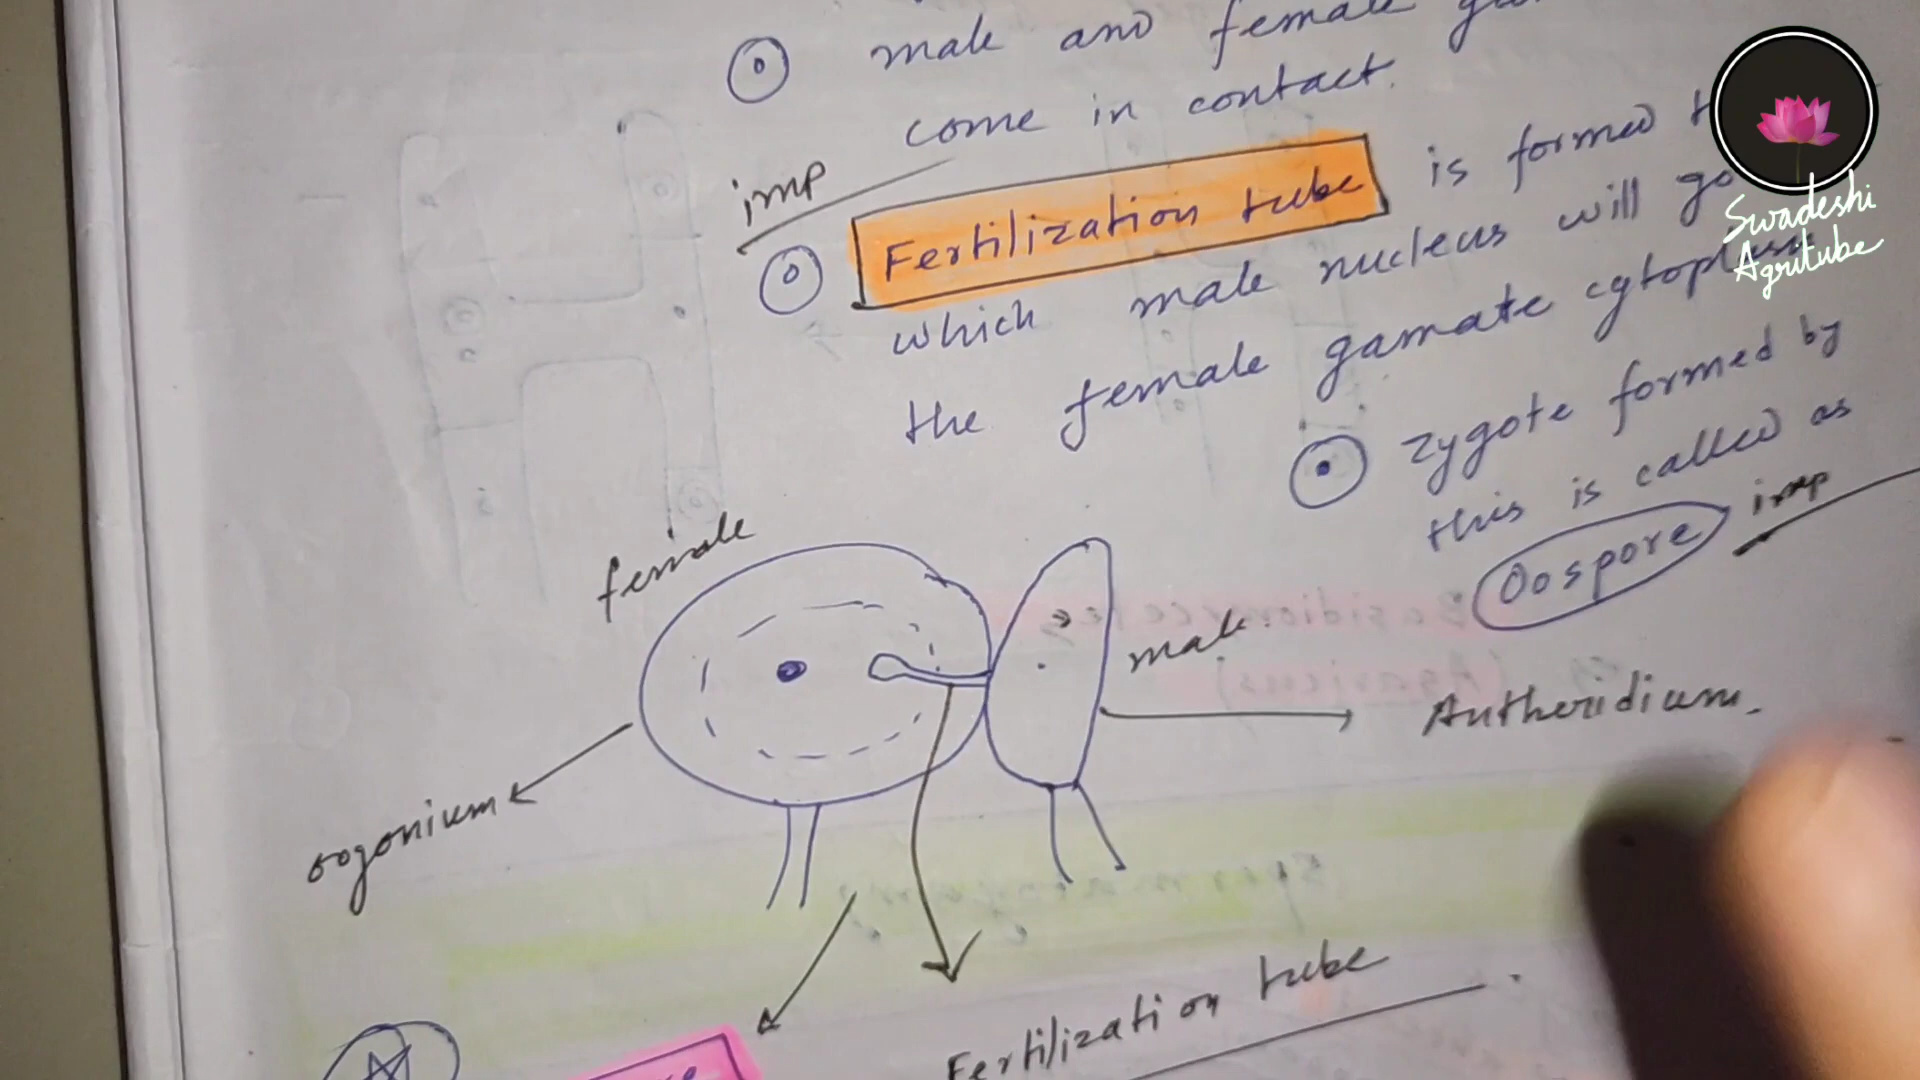 male and female
come in contact.
imp
Fertilization tube is formed
which male nucleus will go
the female gamate cytoplasm
Zygote formed by
this is called as
Oospore imp
female
male.
Antheridium.
oogonium
Fertilization tube
Swadeshi
Agritube